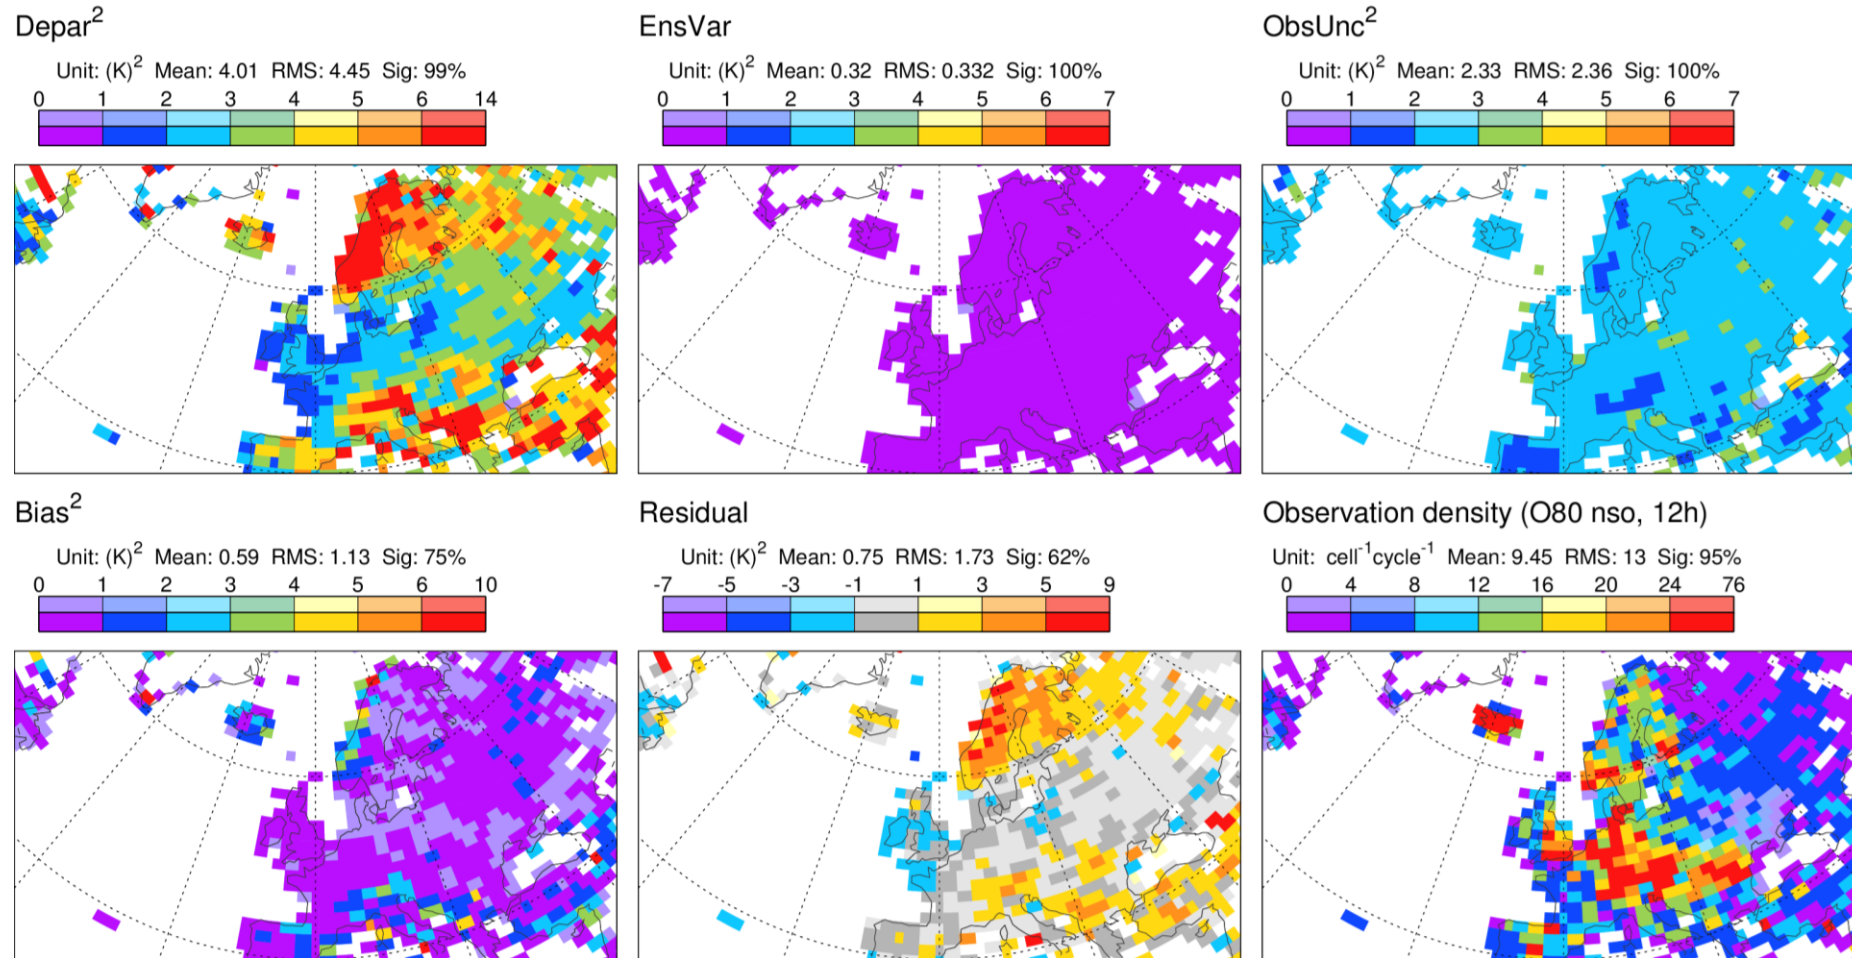 Depar² EnsVar ObsUnc²
Unit: (K)² Mean: 4.01 RMS: 4.45 Sig: 99% Unit: (K)² Mean: 0.32 RMS: 0.332 Sig: 100% Unit: (K)² Mean: 2.33 RMS: 2.36 Sig: 100%
0 1 2 3 4 5 6 14 0 1 2 3 4 5 6 7 0 1 2 3 4 5 6 7
Bias² Residual Observation density (O80 nso, 12h)
Unit: (K)² Mean: 0.59 RMS: 1.13 Sig: 75% Unit: (K)² Mean: 0.75 RMS: 1.73 Sig: 62% Unit: cell⁻¹cycle⁻¹ Mean: 9.45 RMS: 13 Sig: 95%
0 1 2 3 4 5 6 10 -7 -5 -3 -1 1 3 5 9 0 4 8 12 16 20 24 76